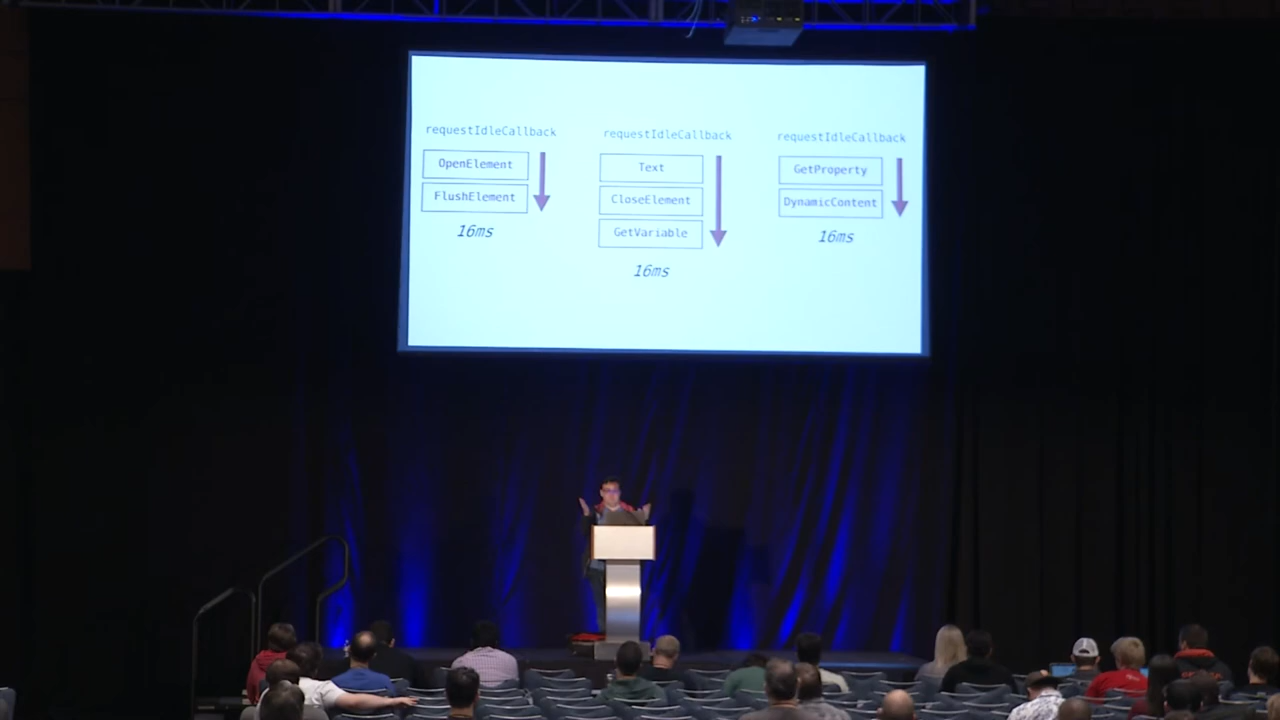 requestIdleCallback
OpenElement
FlushElement
16ms
requestIdleCallback
Text
CloseElement
GetVariable
16ms
requestIdleCallback
GetProperty
DynamicContent
16ms